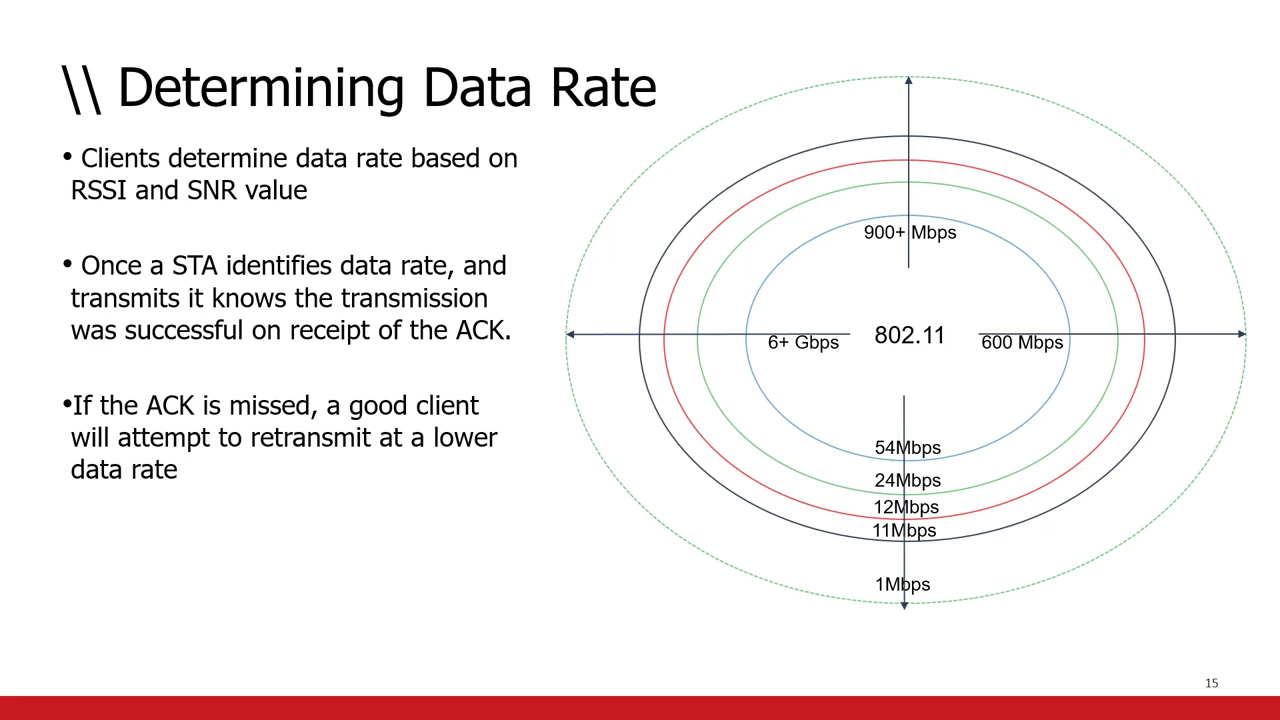 \\ Determining Data Rate
• Clients determine data rate based on
RSSI and SNR value
• Once a STA identifies data rate, and
transmits it knows the transmission
was successful on receipt of the ACK.
•If the ACK is missed, a good client
will attempt to retransmit at a lower
data rate
900+ Mbps
802.11
6+ Gbps
600 Mbps
54Mbps
24Mbps
12Mbps
11Mbps
1Mbps
15